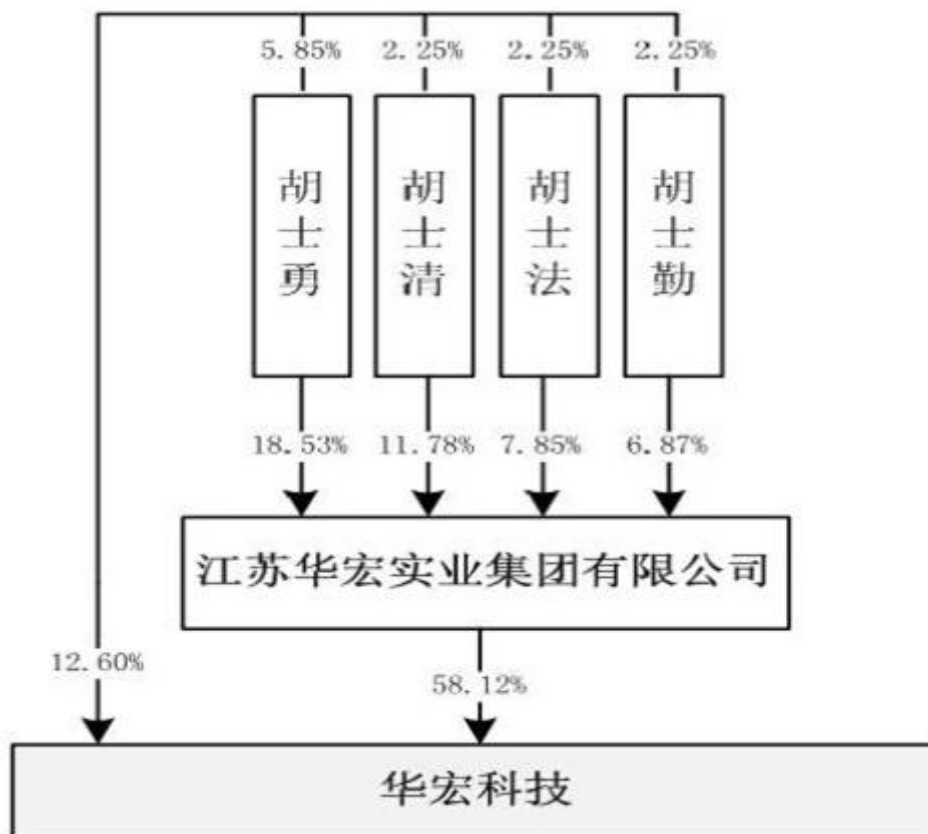 5.85% 2.25% 2.25% 2.25%
胡士勇
胡士清
胡士法
胡士勤
18.53% 11.78% 7.85% 6.87%
江苏华宏实业集团有限公司
12.60%
58.12%
华宏科技